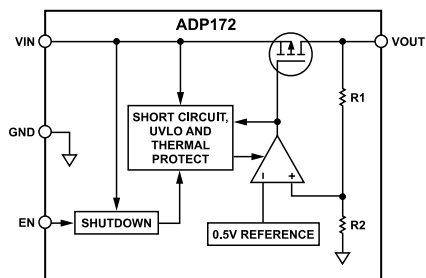 ADP172
VIN
VOUT
R1
SHORT CIRCUIT,
UVLO AND
THERMAL
PROTECT
GND
– +
EN
SHUTDOWN
R2
0.5V REFERENCE